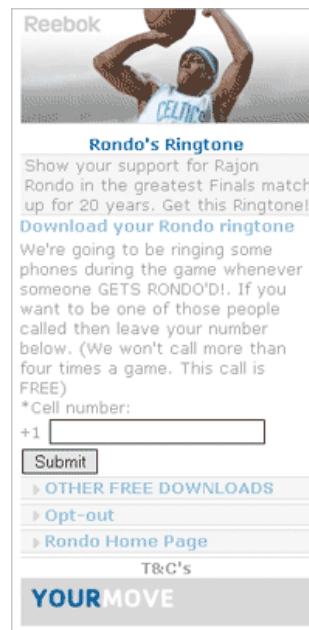 Reebok
CELTICS
Rondo's Ringtone
Show your support for Rajon
Rondo in the greatest Finals match
up for 20 years. Get this Ringtone!
Download your Rondo ringtone
We're going to be ringing some
phones during the game whenever
someone GETS RONDO'D!. If you
want to be one of those people
called then leave your number
below. (We won't call more than
four times a game. This call is
FREE)
*Cell number:
+1
Submit
OTHER FREE DOWNLOADS
Opt-out
Rondo Home Page
T&C's
YOURMOVE